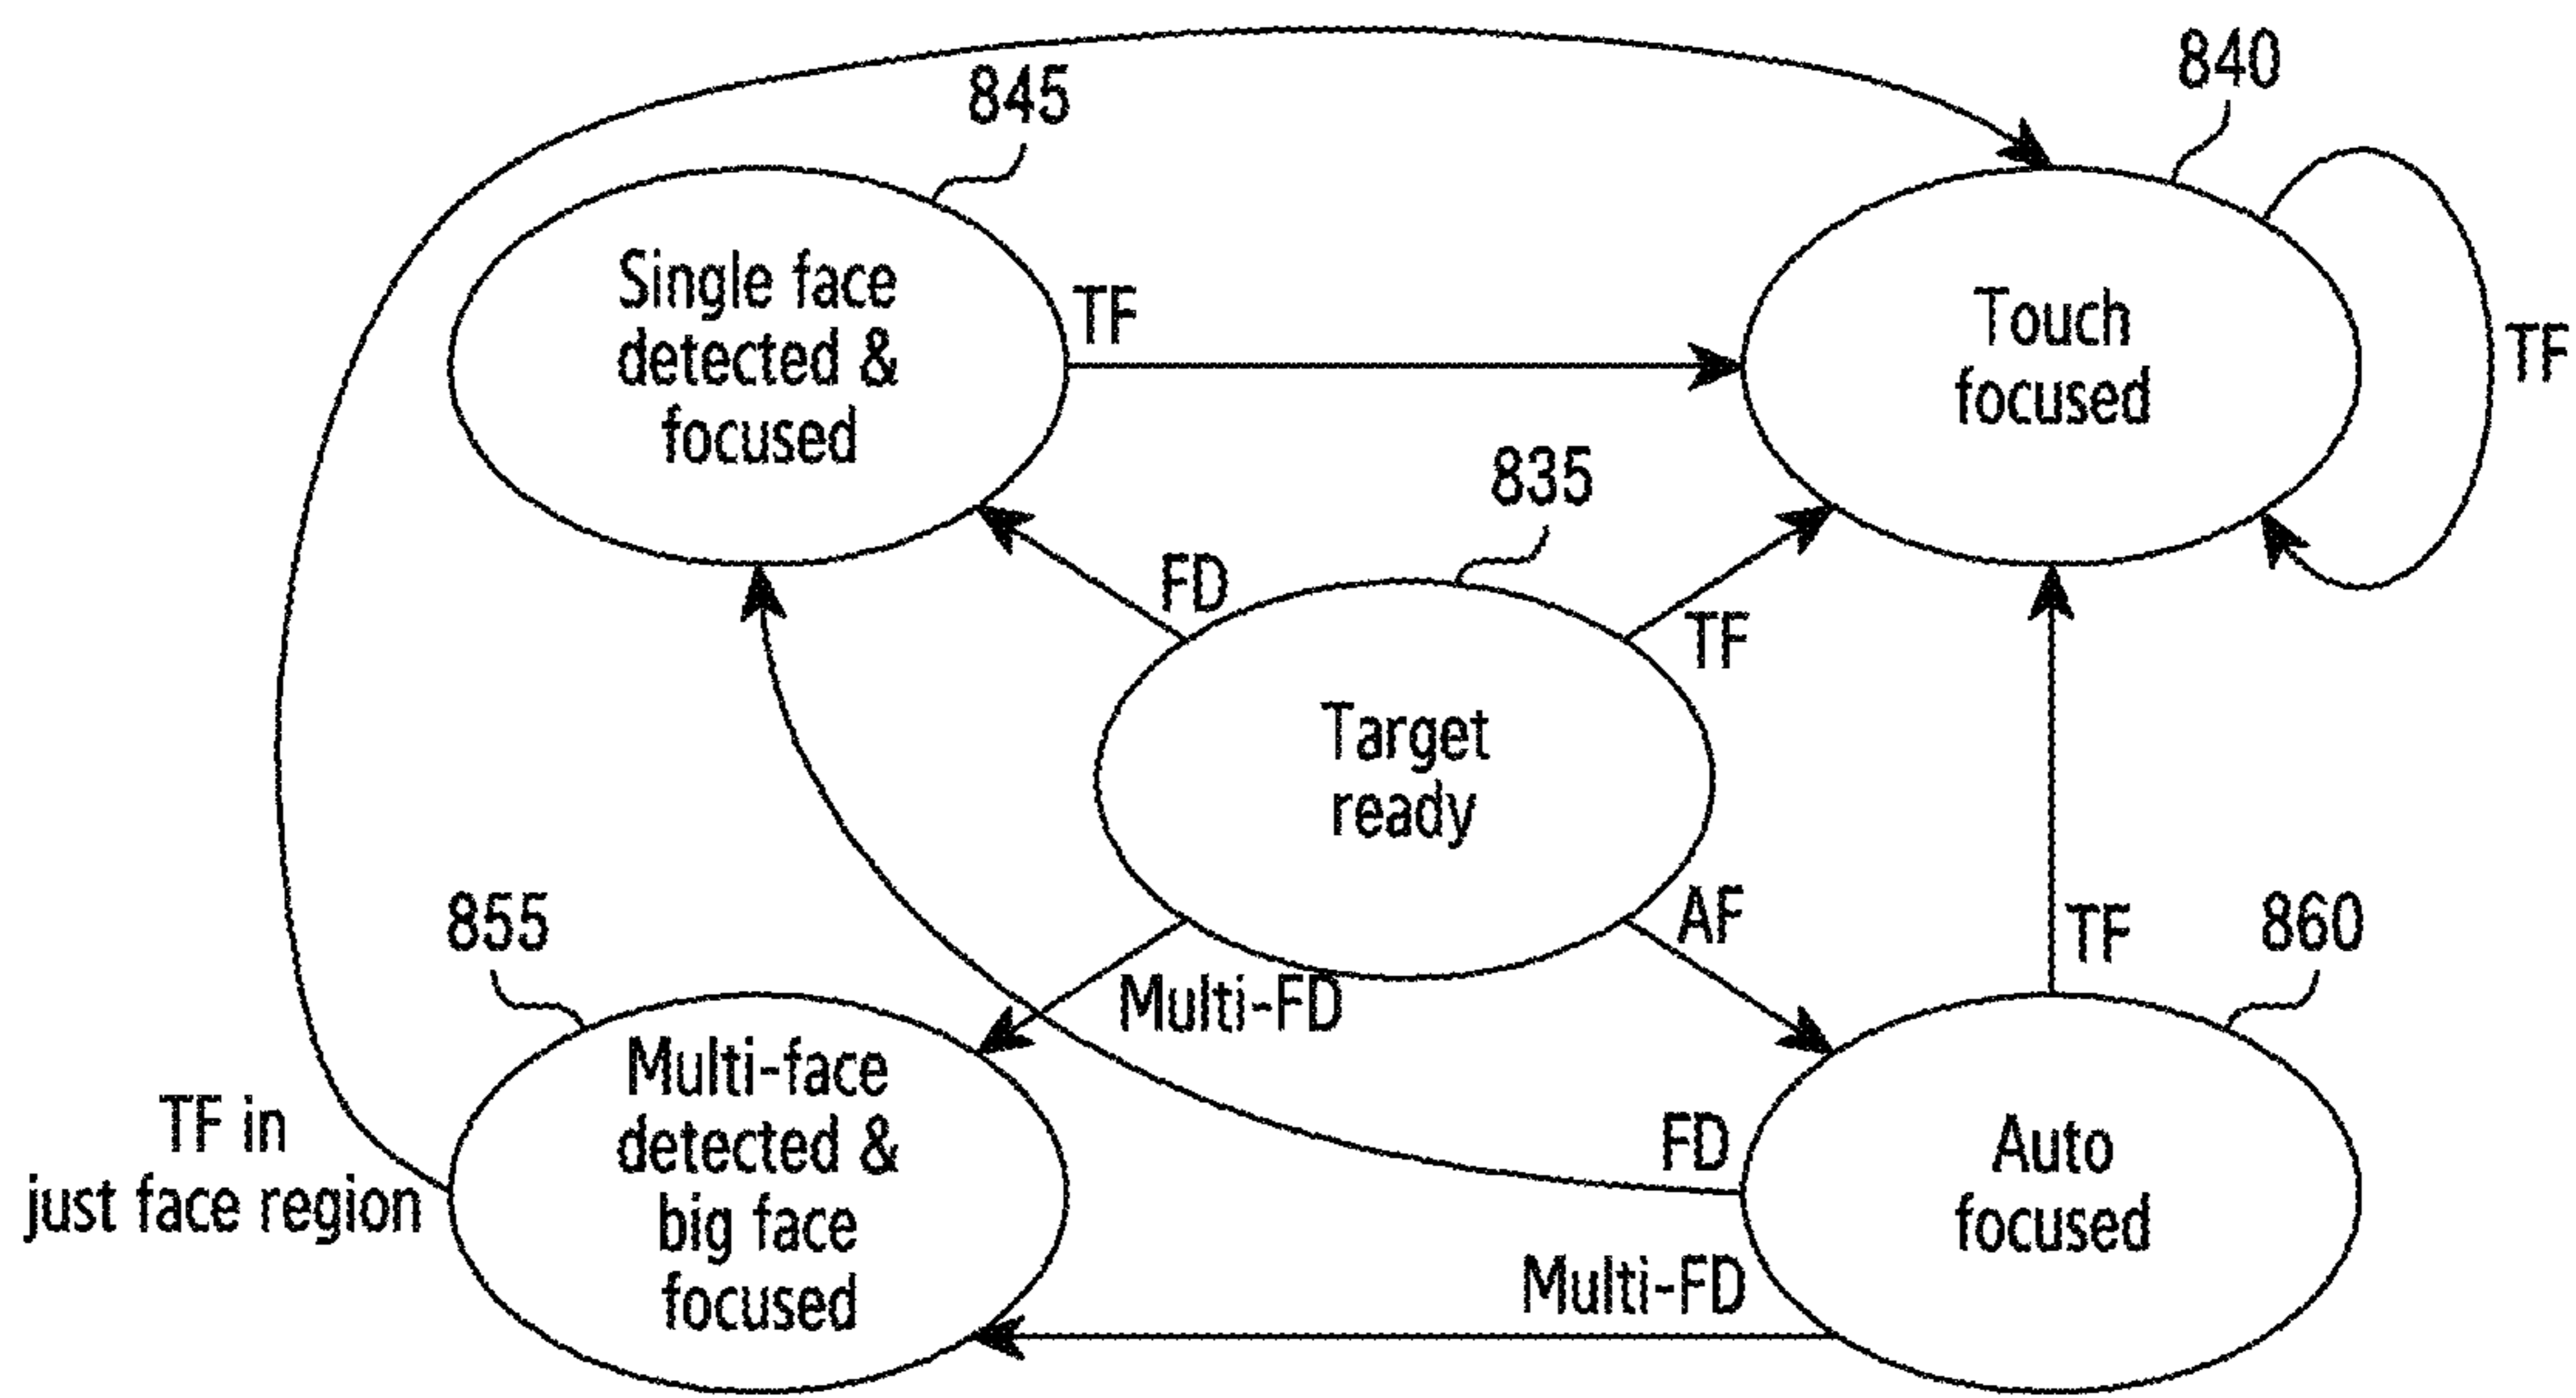 845
840
Single face
detected &
focused
TF
Touch
focused
TF
835
FD
TF
Target
ready
855
Multi-FD
AF
TF
860
Multi-face
detected &
big face
focused
TF in
just face region
FD
Auto
focused
Multi-FD